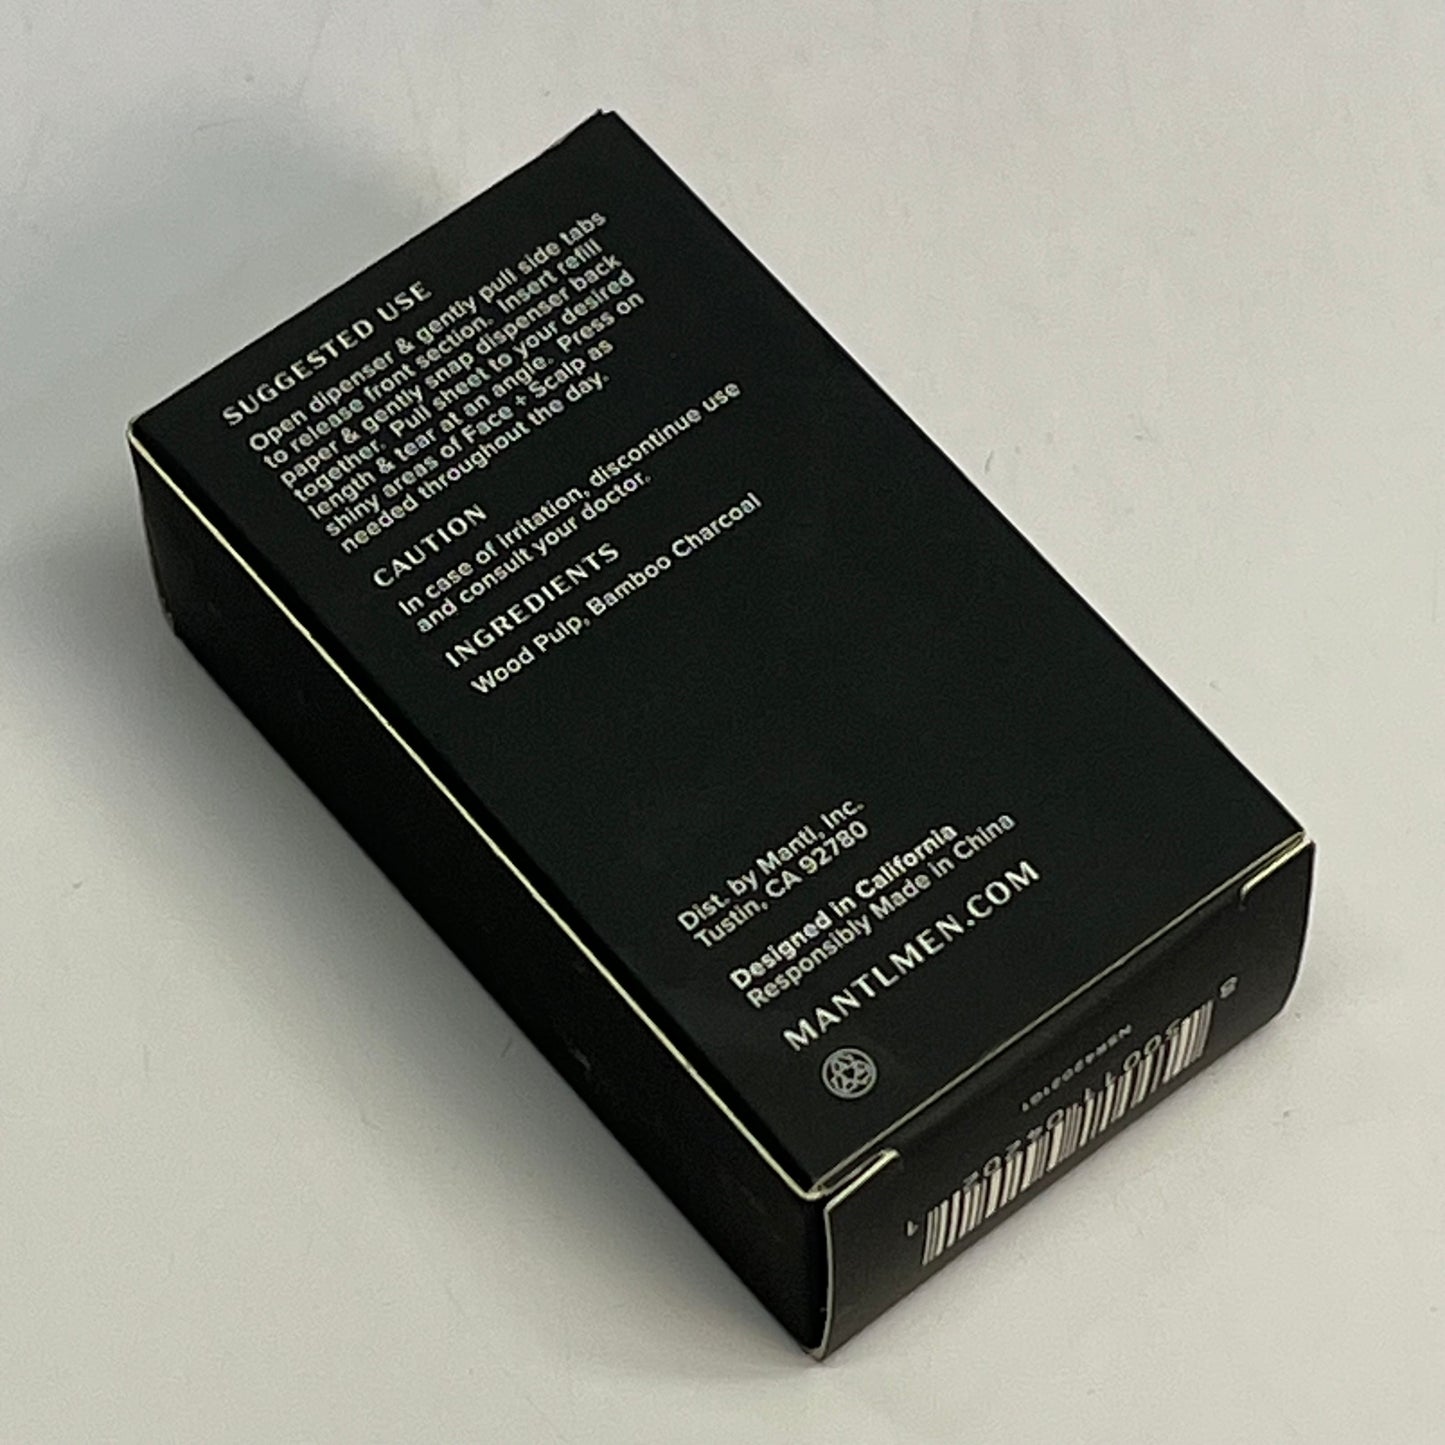 SUGGESTED USE
Open dipenser & gently pull side tabs
to release front section. Insert refill
paper & gently snap dispenser back
together. Pull sheet to your desired
length & tear at an angle. Press on
shiny areas of Face + Scalp as
needed throughout the day.
CAUTION
In case of irritation, discontinue use
and consult your doctor.
INGREDIENTS
Wood Pulp, Bamboo Charcoal
Dist. by Mantl, Inc.
Tustin, CA 92780
Designed in California
Responsibly Made in China
MANTLMEN.COM